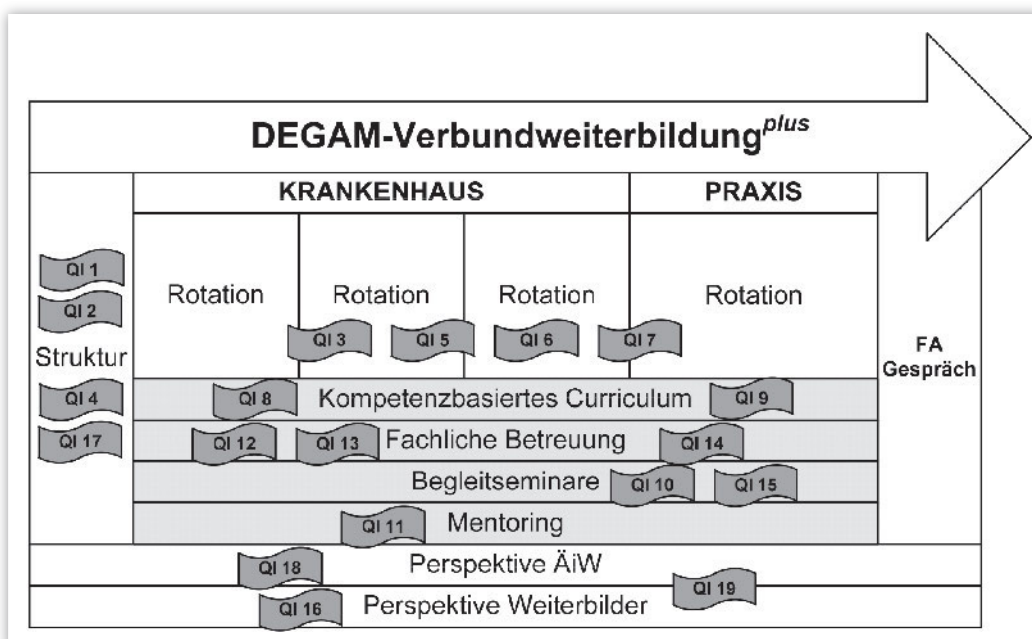 DEGAM-Verbundweiterbildung plus
KRANKENHAUS PRAXIS
QI 1
QI 2
Struktur
QI 4
QI 17
Rotation Rotation Rotation Rotation
QI 3 QI 5 QI 6 QI 7
FA
Gespräch
QI 8 Kompetenzbasiertes Curriculum QI 9
QI 12 QI 13 Fachliche Betreuung QI 14
Begleitseminare QI 10 QI 15
QI 11 Mentoring
QI 18 Perspektive ÄiW
QI 19
QI 16 Perspektive Weiterbilder